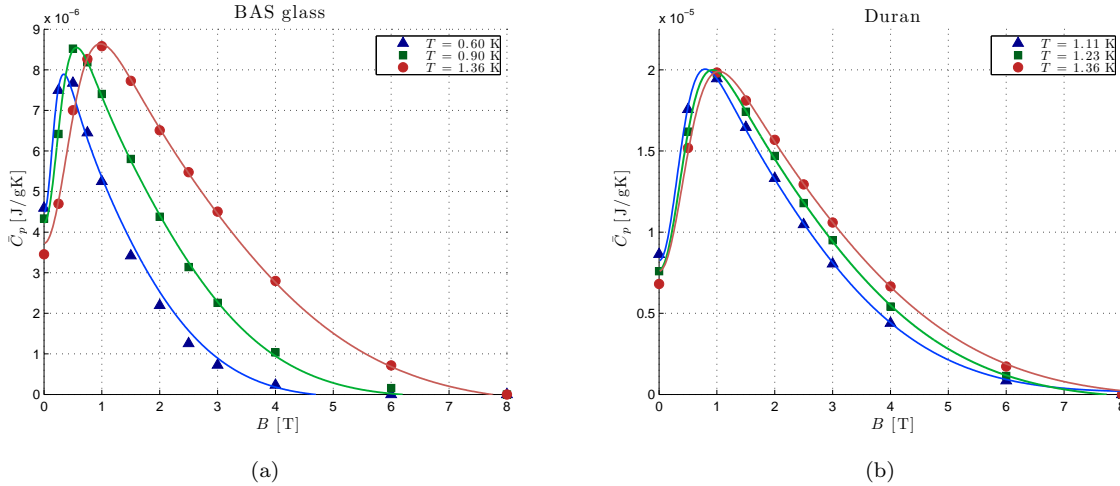 BAS glass
x 10⁻⁶
T = 0.60 K
T = 0.90 K
T = 1.36 K
9
8
7
6
5
4
3
2
1
0
C̄ₚ [J/gK]
0 1 2 3 4 5 6 7 8
B [T]
(a)
Duran
x 10⁻⁵
T = 1.11 K
T = 1.23 K
T = 1.36 K
2
1.5
1
0.5
0
C̄ₚ [J/gK]
0 1 2 3 4 5 6 7 8
B [T]
(b)